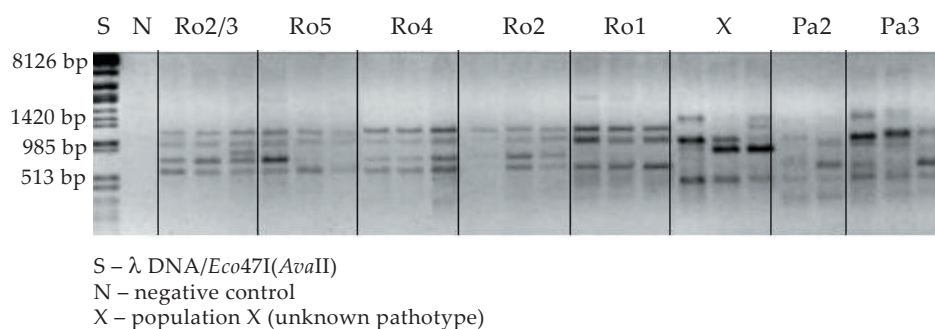 S N Ro2/3 Ro5 Ro4 Ro2 Ro1 X Pa2 Pa3
8126 bp
1420 bp
985 bp
513 bp
S – λ DNA/Eco47I(AvaII)
N – negative control
X – population X (unknown pathotype)